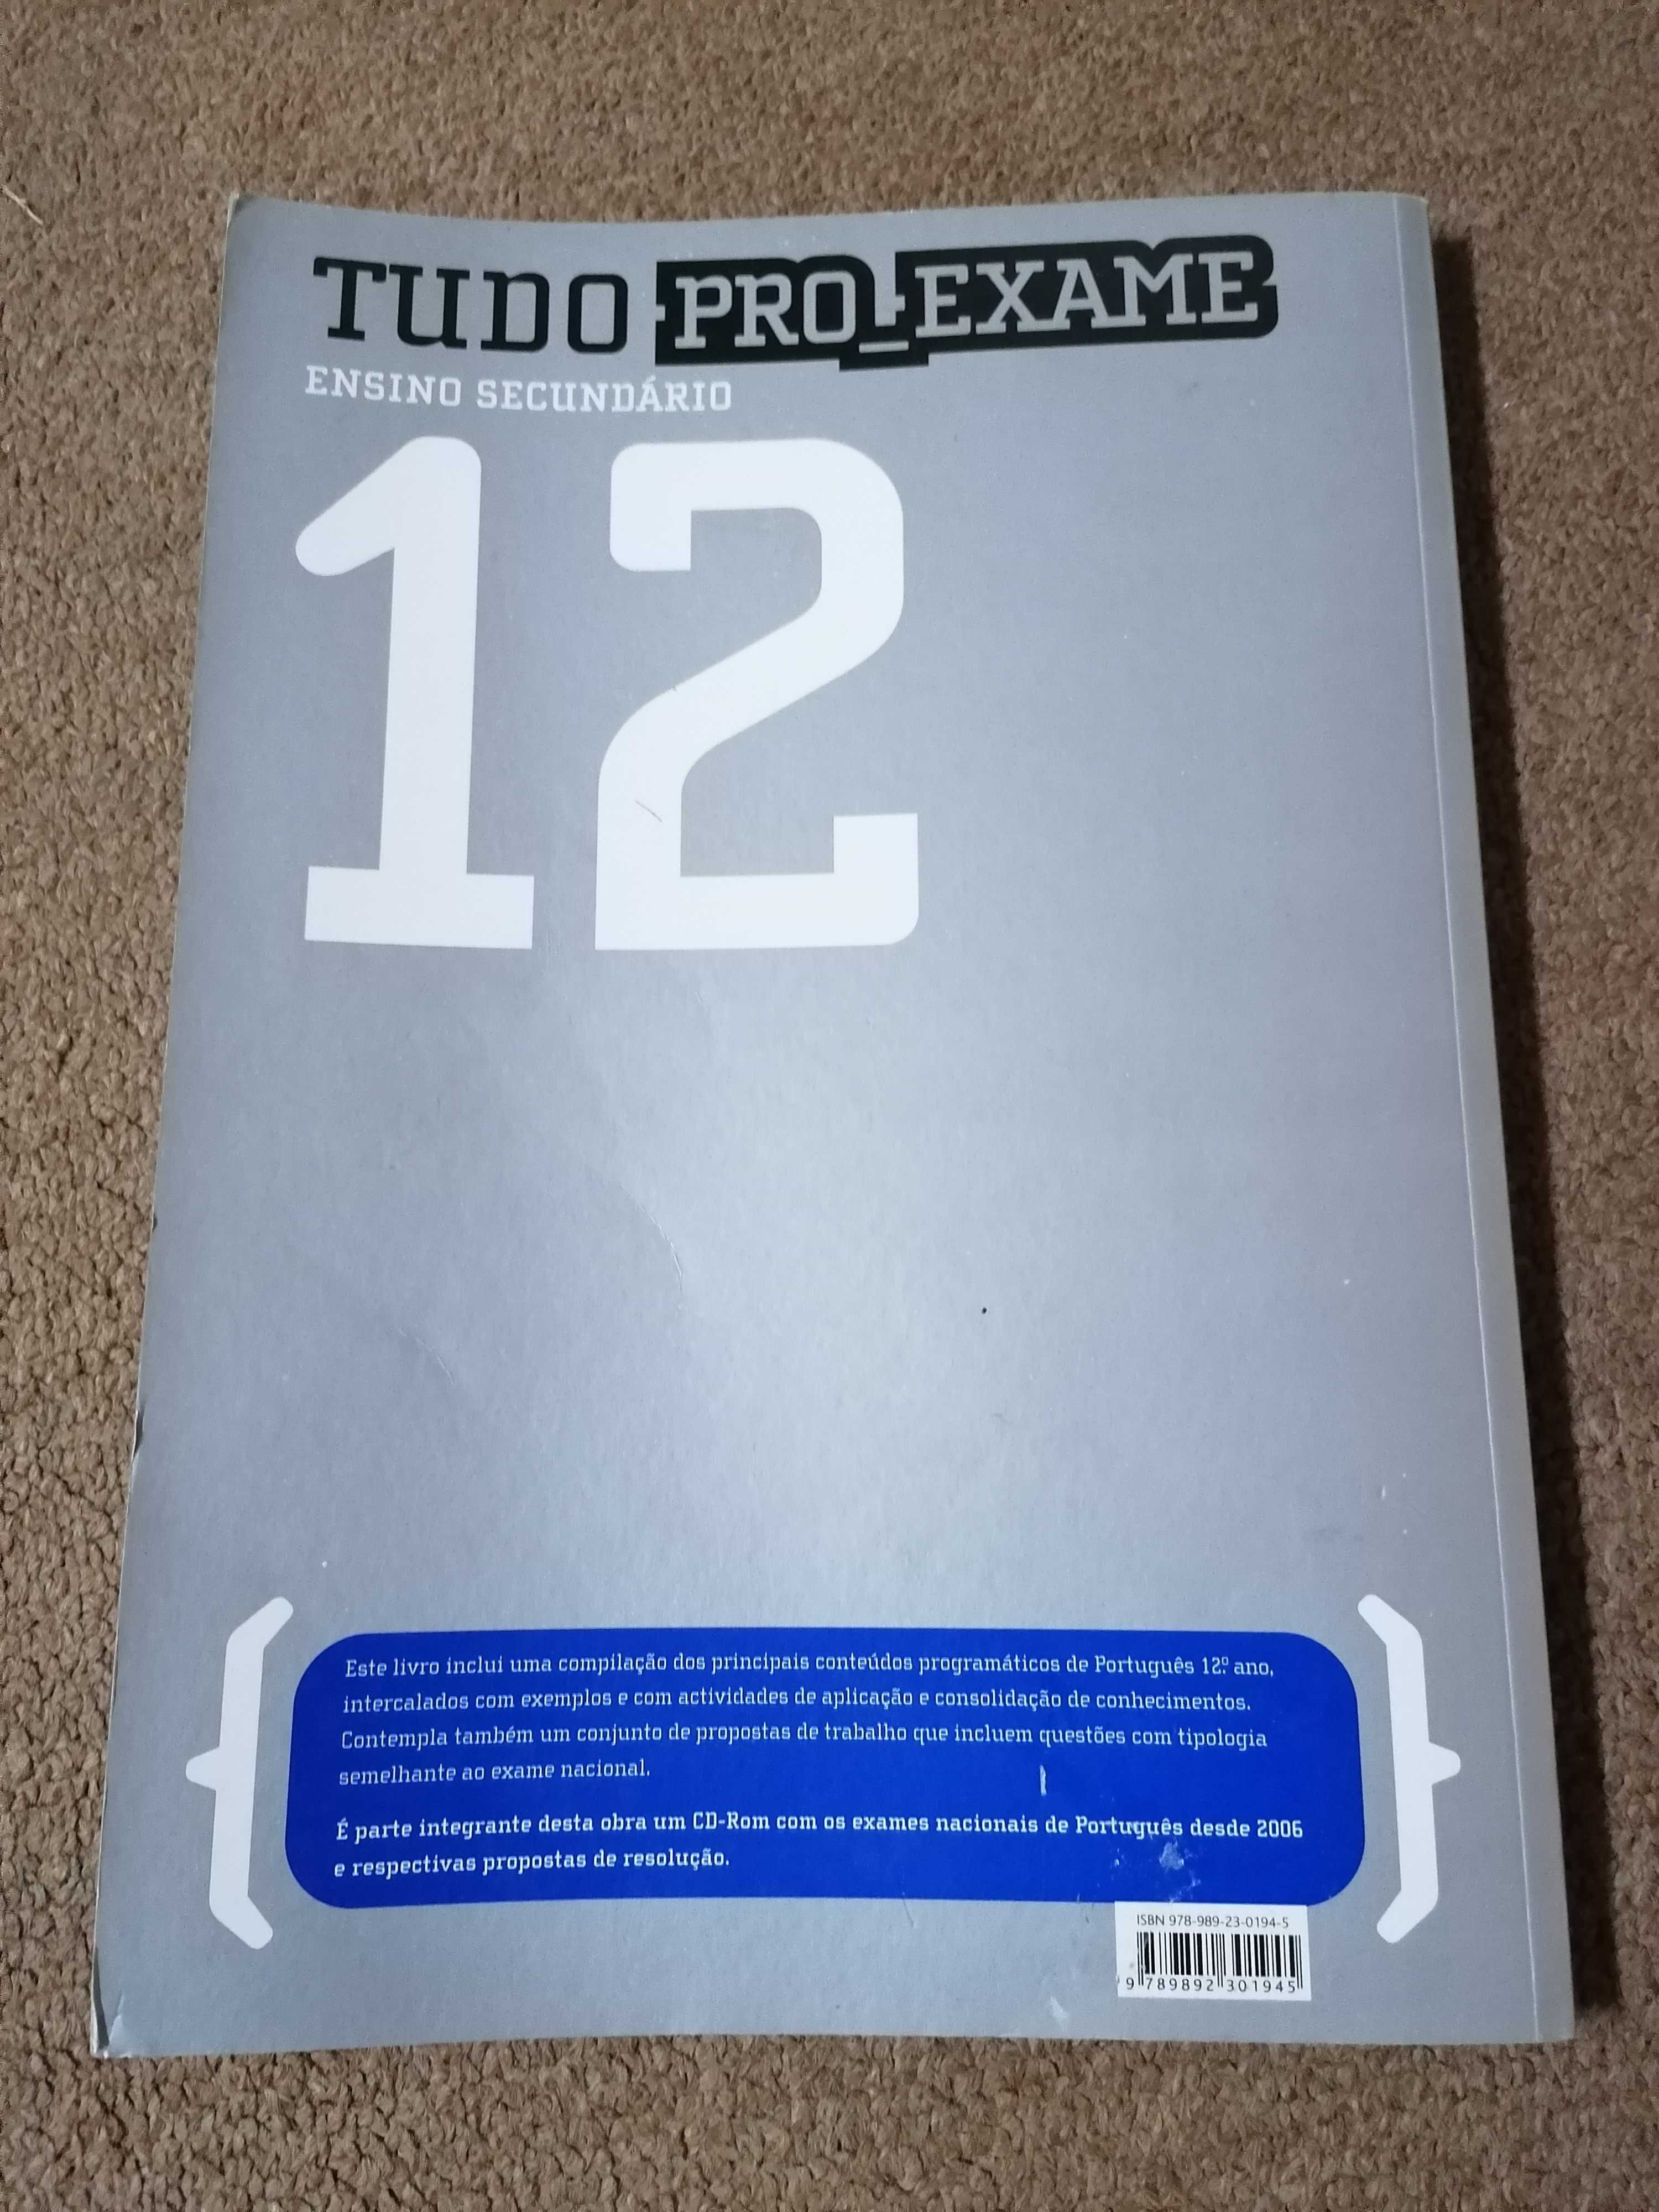 TUDO PRO_EXAME
ENSINO SECUNDÁRIO
12
Este livro inclui uma compilação dos principais conteúdos programáticos de Português 12.º ano,
intercalados com exemplos e com actividades de aplicação e consolidação de conhecimentos.
Contempla também um conjunto de propostas de trabalho que incluem questões com tipologia
semelhante ao exame nacional.
É parte integrante desta obra um CD-Rom com os exames nacionais de Português desde 2006
e respectivas propostas de resolução.
ISBN 978-989-23-0194-5
9 789892 301945